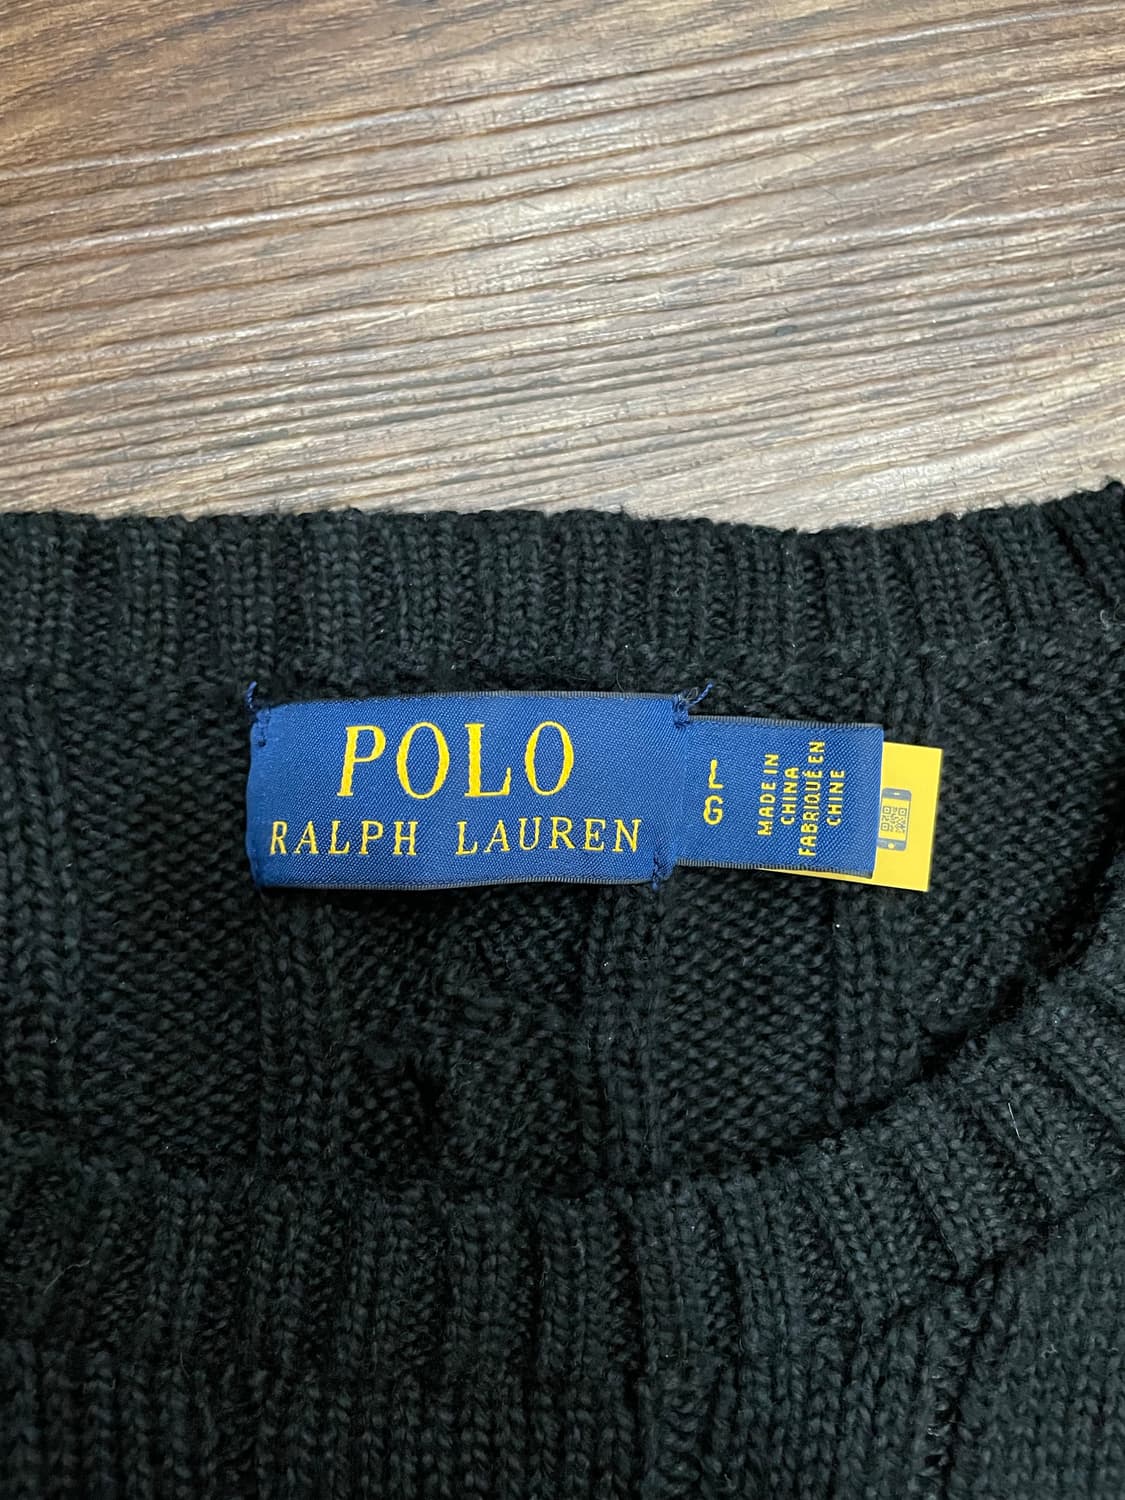 POLO
RALPH LAUREN
L
G
MADE IN
CHINA
FABRIQUÉ EN
CHINE